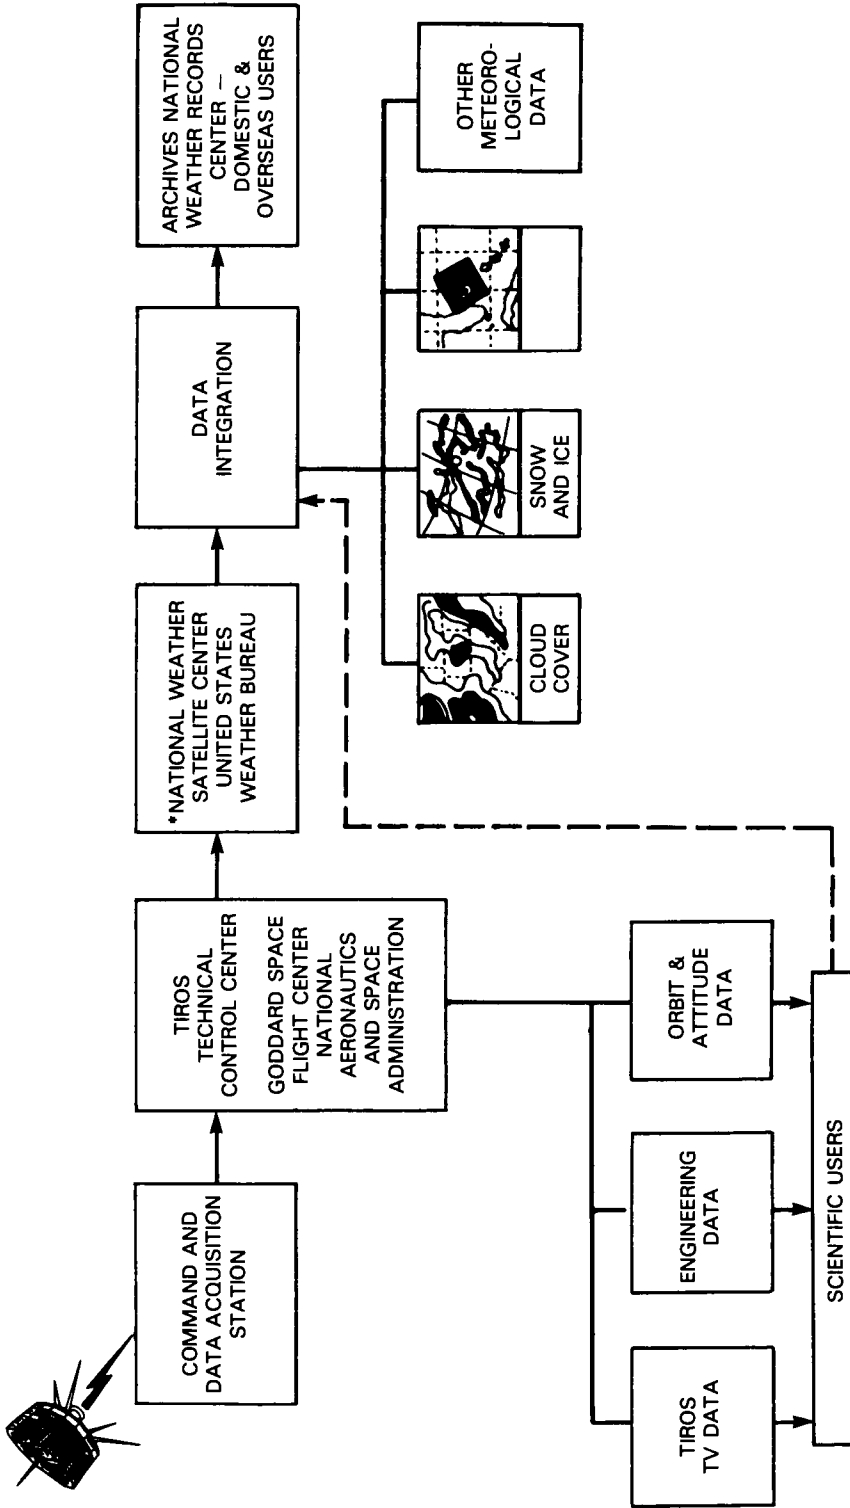 COMMAND AND
DATA ACQUISITION
STATION
TIROS
TECHNICAL
CONTROL CENTER
GODDARD SPACE
FLIGHT CENTER
NATIONAL
AERONAUTICS
AND SPACE
ADMINISTRATION
*NATIONAL WEATHER
SATELLITE CENTER
UNITED STATES
WEATHER BUREAU
DATA
INTEGRATION
ARCHIVES NATIONAL
WEATHER RECORDS
CENTER –
DOMESTIC &
OVERSEAS USERS
CLOUD
COVER
SNOW
AND ICE
OTHER
METEORO-
LOGICAL
DATA
TIROS
TV DATA
ENGINEERING
DATA
ORBIT &
ATTITUDE
DATA
SCIENTIFIC USERS